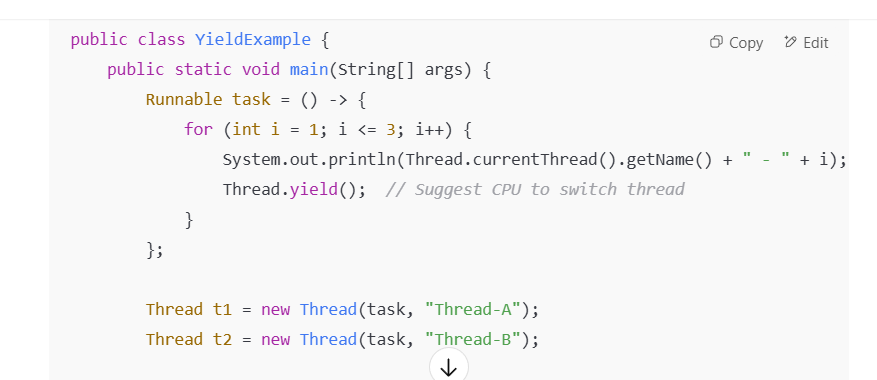 public class YieldExample {
Copy
Edit
public static void main(String[] args) {
Runnable task = () -> {
for (int i = 1; i <= 3; i++) {
System.out.println(Thread.currentThread().getName() + " - " + i);
Thread.yield();  // Suggest CPU to switch thread
}
};
Thread t1 = new Thread(task, "Thread-A");
Thread t2 = new Thread(task, "Thread-B");